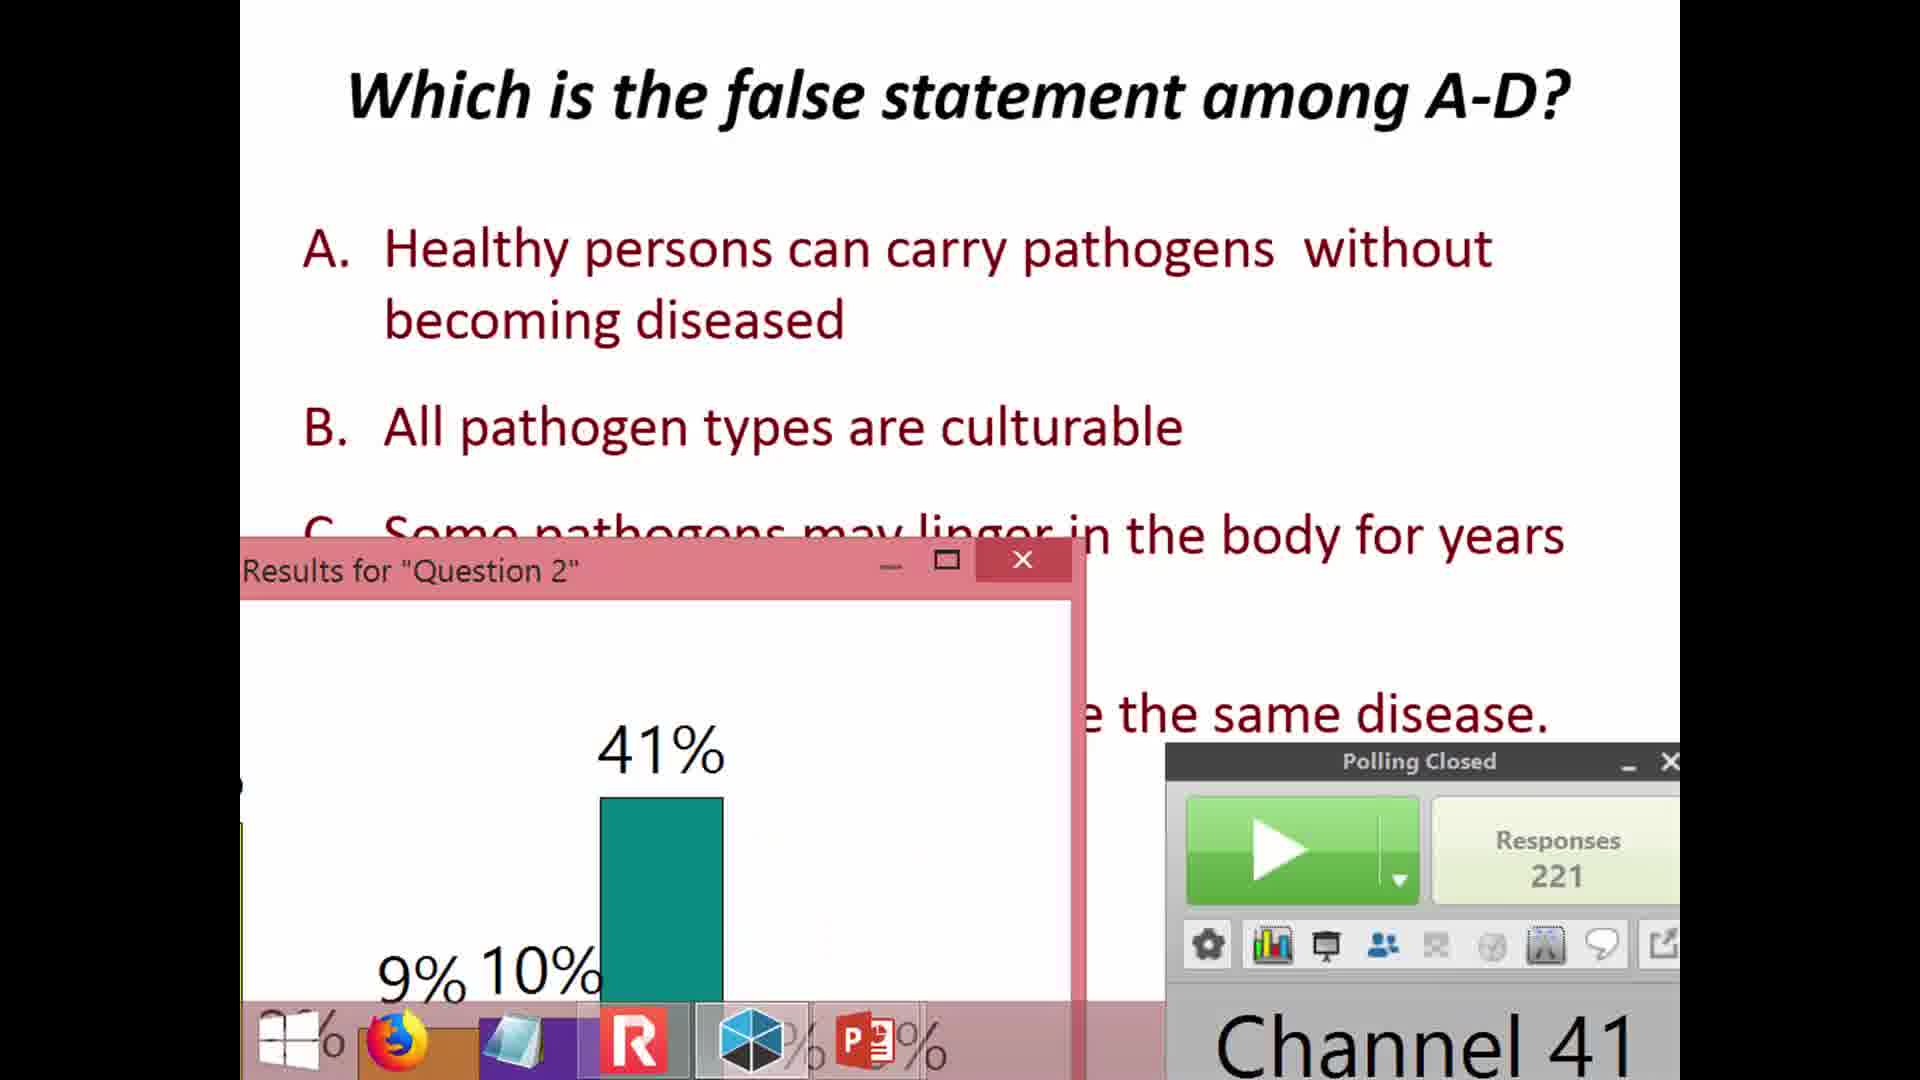 Which is the false statement among A-D?
A. Healthy persons can carry pathogens without
becoming diseased
B. All pathogen types are culturable
C. Some pathogens may linger in the body for years
Results for "Question 2"
the same disease.
41%
9%
10%
Polling Closed
Responses
221
Channel 41